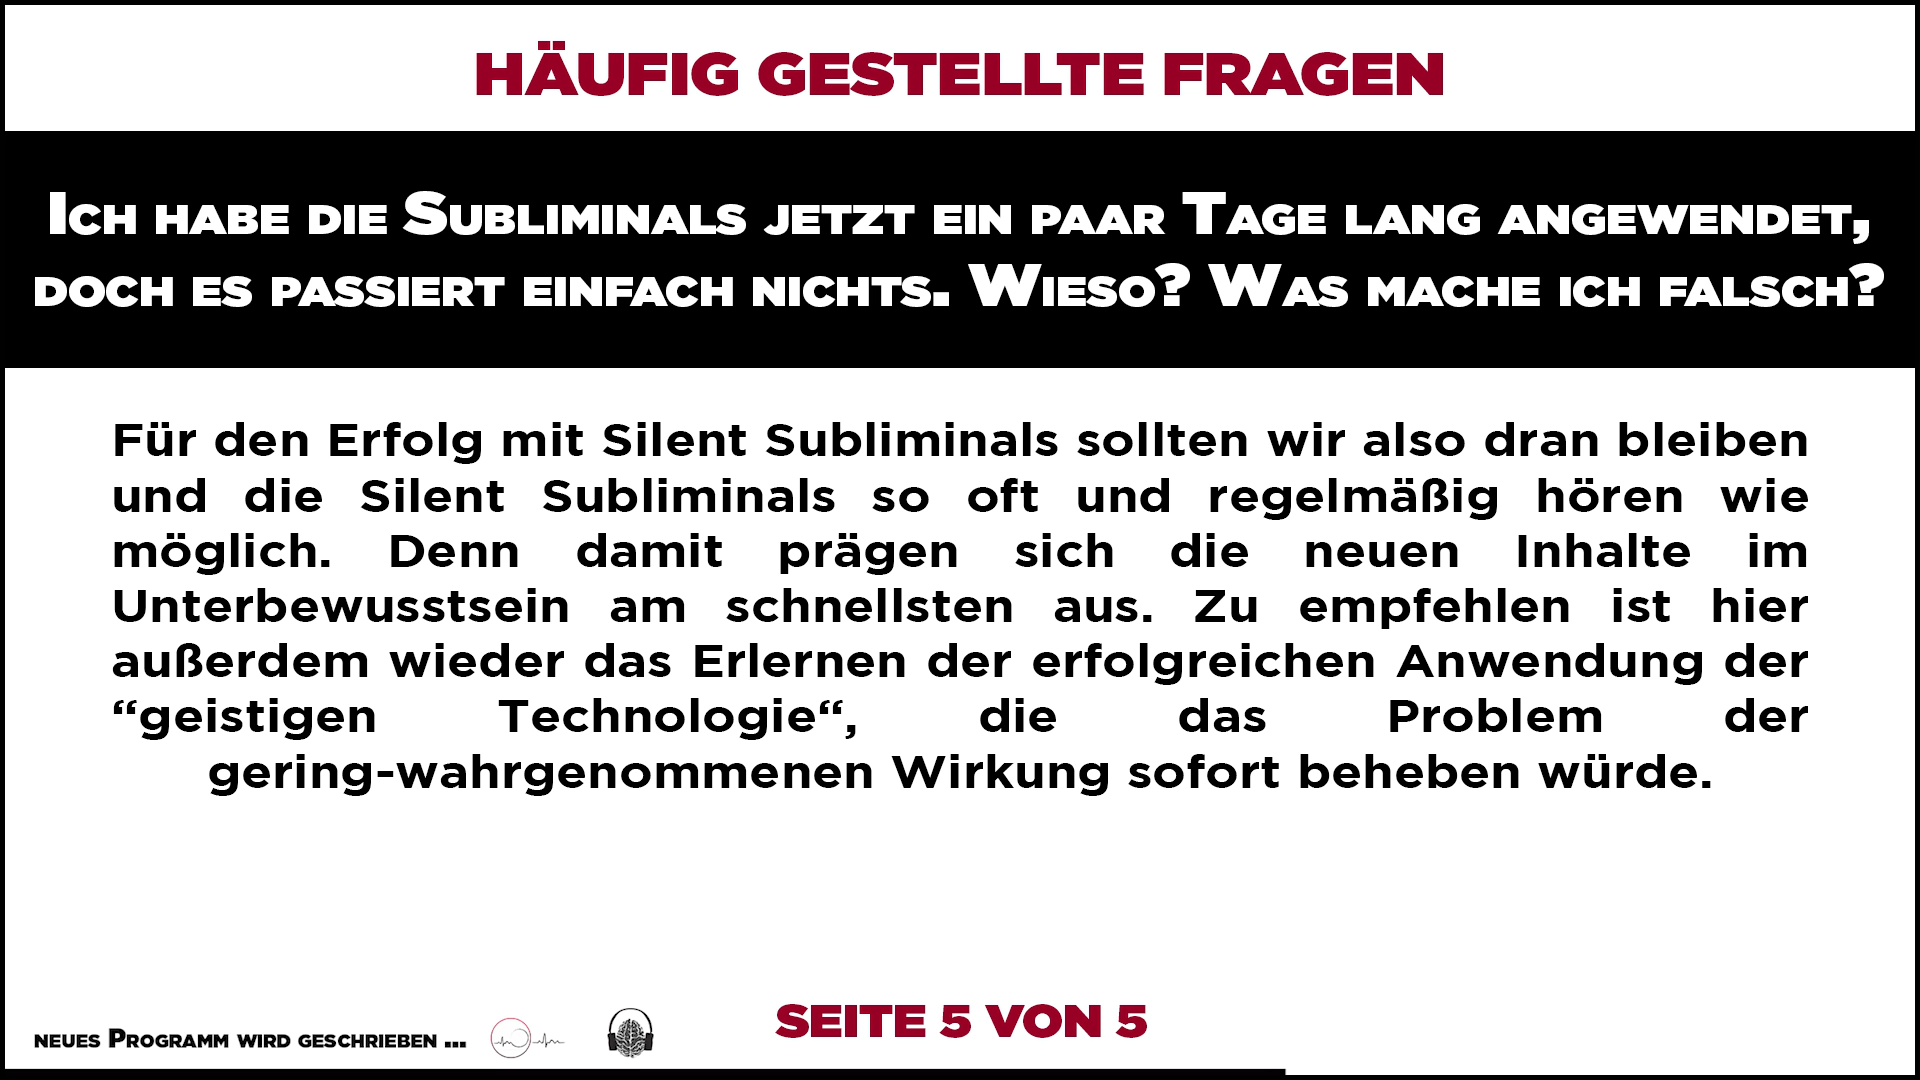 HÄUFIG GESTELLTE FRAGEN
Ich habe die Subliminals jetzt ein paar Tage lang angewendet,
doch es passiert einfach nichts. Wieso? Was mache ich falsch?
Für den Erfolg mit Silent Subliminals sollten wir also dran bleiben
und die Silent Subliminals so oft und regelmäßig hören wie
möglich. Denn damit prägen sich die neuen Inhalte im
Unterbewusstsein am schnellsten aus. Zu empfehlen ist hier
außerdem wieder das Erlernen der erfolgreichen Anwendung der
“geistigen Technologie“, die das Problem der
gering-wahrgenommenen Wirkung sofort beheben würde.
neues Programm wird geschrieben ...
SEITE 5 VON 5